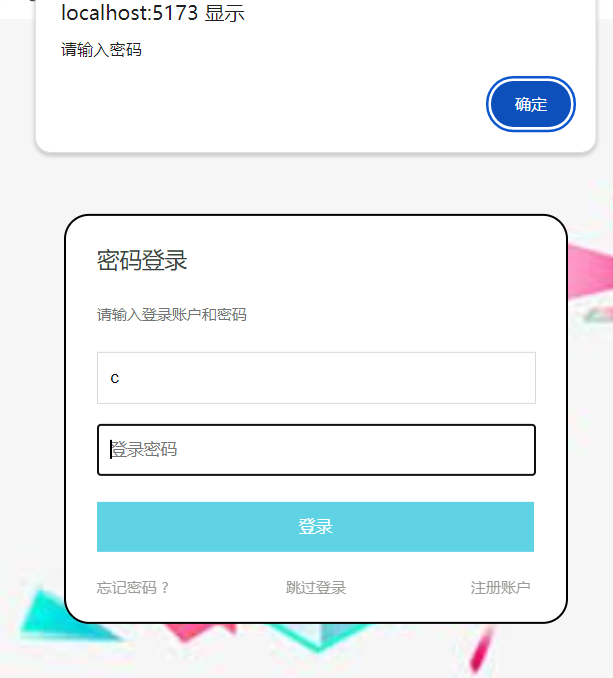 localhost:5173 显示
请输入密码
确定
密码登录
请输入登录账户和密码
c
登录密码
登录
忘记密码？ 跳过登录 注册账户